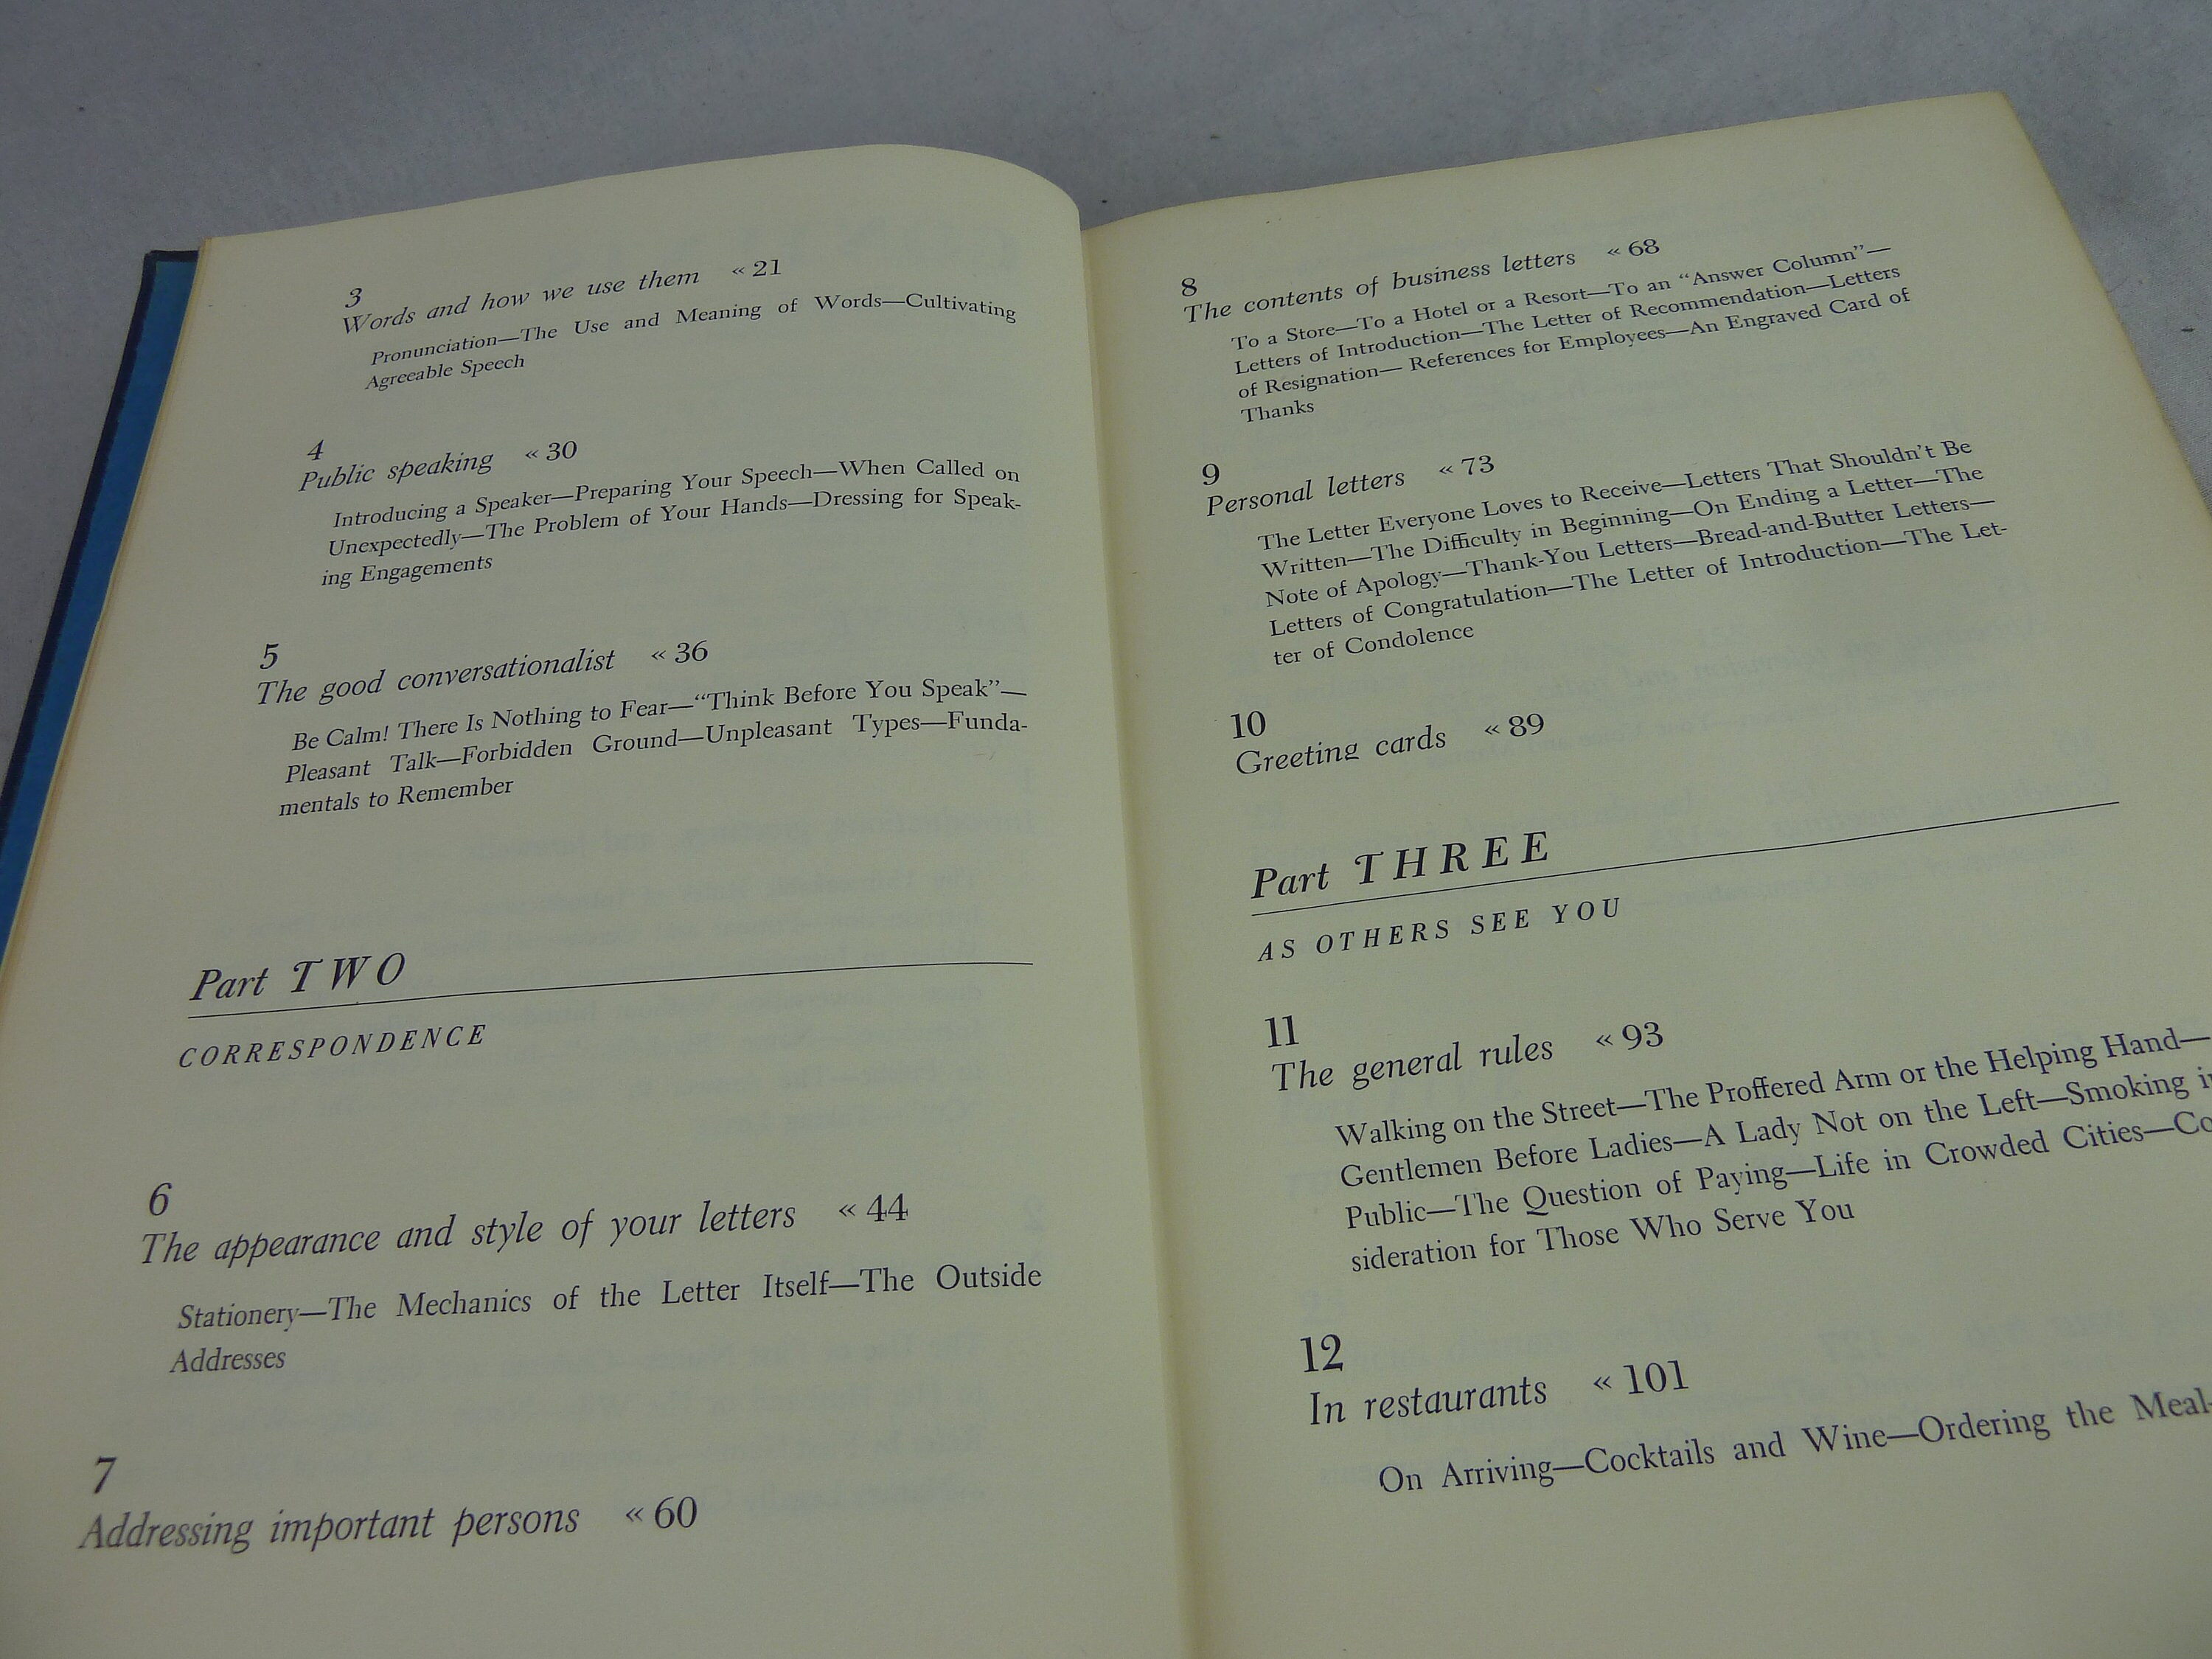 3
Words and how we use them « 21
Pronunciation—The Use and Meaning of Words—Cultivating
Agreeable Speech
4
Public speaking « 30
Introducing a Speaker—Preparing Your Speech—When Called on
Unexpectedly—The Problem of Your Hands—Dressing for Speak-
ing Engagements
5
The good conversationalist « 36
Be Calm! There Is Nothing to Fear—“Think Before You Speak”—
Pleasant Talk—Forbidden Ground—Unpleasant Types—Funda-
mentals to Remember
Part TWO
CORRESPONDENCE
6
The appearance and style of your letters « 44
Stationery—The Mechanics of the Letter Itself—The Outside
Addresses
7
Addressing important persons « 60
8
The contents of business letters « 68
To a Store—To a Hotel or a Resort—To an “Answer Column”—
Letters of Introduction—The Letter of Recommendation—Letters
of Resignation— References for Employees—An Engraved Card of
Thanks
9
Personal letters « 73
The Letter Everyone Loves to Receive—Letters That Shouldn't Be
Written—The Difficulty in Beginning—On Ending a Letter—The
Note of Apology—Thank-You Letters—Bread-and-Butter Letters—
Letters of Congratulation—The Letter of Introduction—The Let-
ter of Condolence
10
Greeting cards « 89
Part THREE
AS OTHERS SEE YOU
11
The general rules « 93
Walking on the Street—The Proffered Arm or the Helping Hand—
Gentlemen Before Ladies—A Lady Not on the Left—Smoking
Public—The Question of Paying—Life in Crowded Cities—Co
sideration for Those Who Serve You
12
In restaurants « 101
On Arriving—Cocktails and Wine—Ordering the Meal-